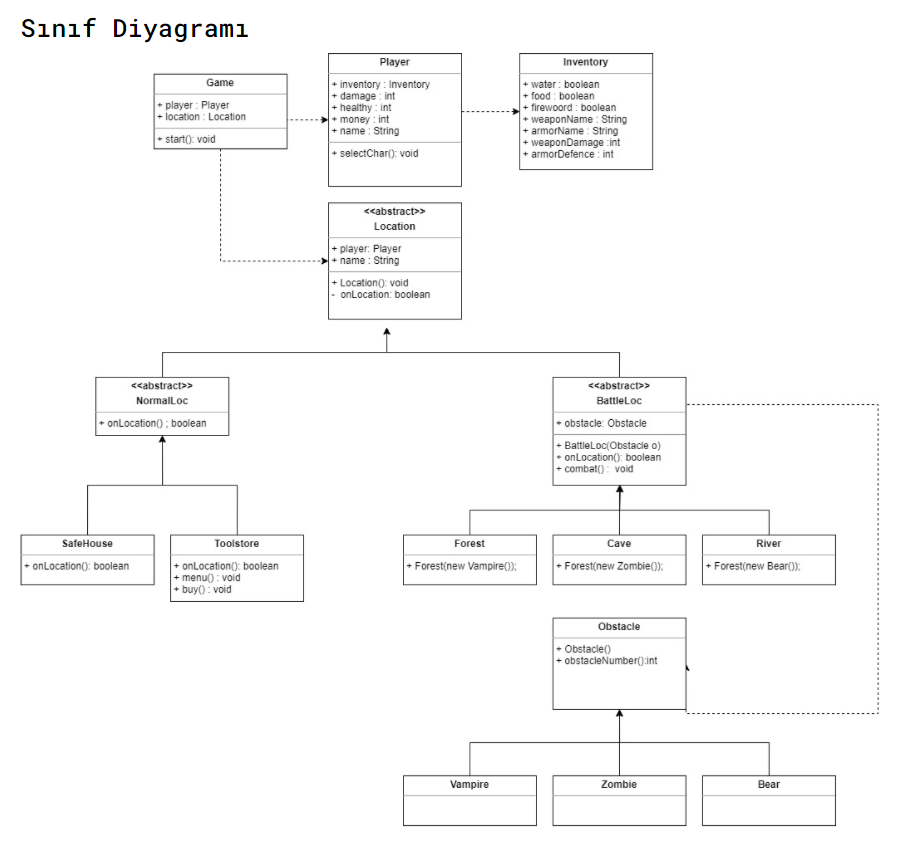 Sınıf Diyagramı
Game
+ player : Player
+ location : Location
+ start(): void
Player
+ inventory : Inventory
+ damage : int
+ healthy : int
+ money : int
+ name : String
+ selectChar(): void
Inventory
+ water : boolean
+ food : boolean
+ firewoord : boolean
+ weaponName : String
+ armorName : String
+ weaponDamage :int
+ armorDefence : int
<<abstract>>
Location
+ player: Player
+ name : String
+ Location(): void
- onLocation: boolean
<<abstract>>
NormalLoc
+ onLocation() ; boolean
<<abstract>>
BattleLoc
+ obstacle: Obstacle
+ BattleLoc(Obstacle o)
+ onLocation(): boolean
+ combat() : void
SafeHouse
+ onLocation(): boolean
Toolstore
+ onLocation(): boolean
+ menu() : void
+ buy() : void
Forest
+ Forest(new Vampire());
Cave
+ Forest(new Zombie());
River
+ Forest(new Bear());
Obstacle
+ Obstacle()
+ obstacleNumber():int
Vampire
Zombie
Bear